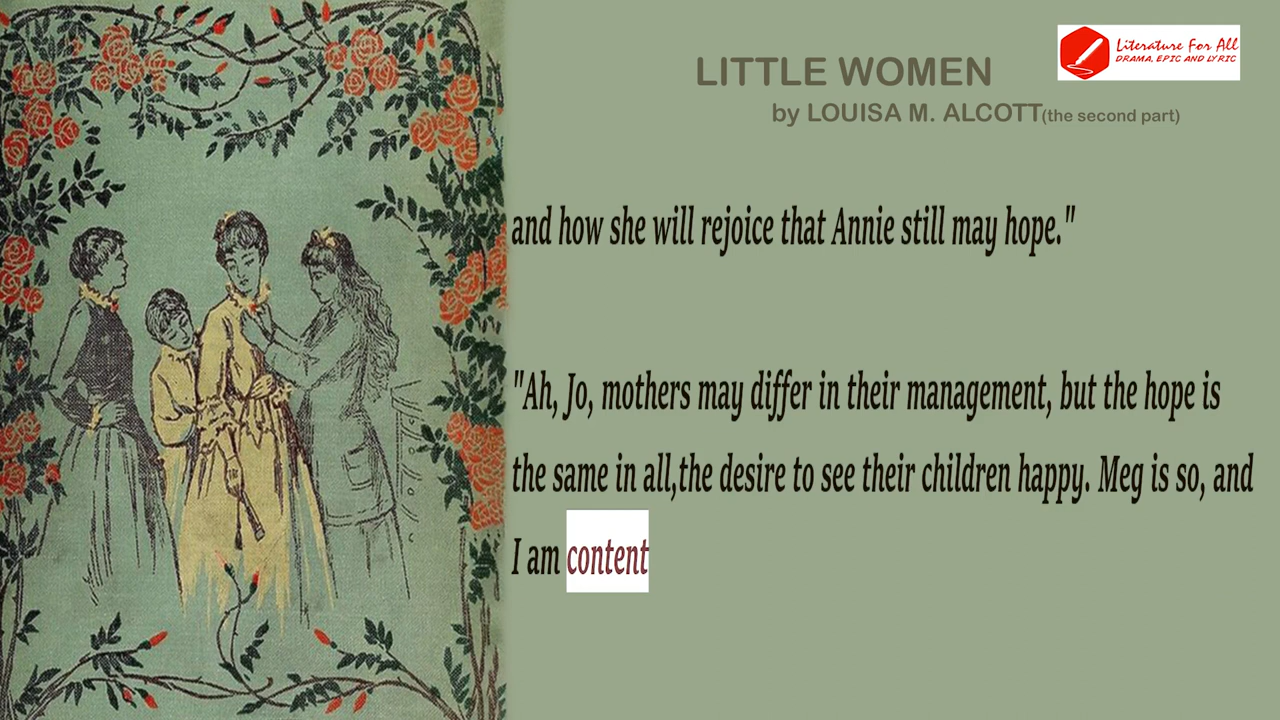 LITTLE WOMEN
by LOUISA M. ALCOTT(the second part)
Literature For All
DRAMA, EPIC AND LYRIC
and how she will rejoice that Annie still may hope."
"Ah, Jo, mothers may differ in their management, but the hope is
the same in all,the desire to see their children happy. Meg is so, and
I am content